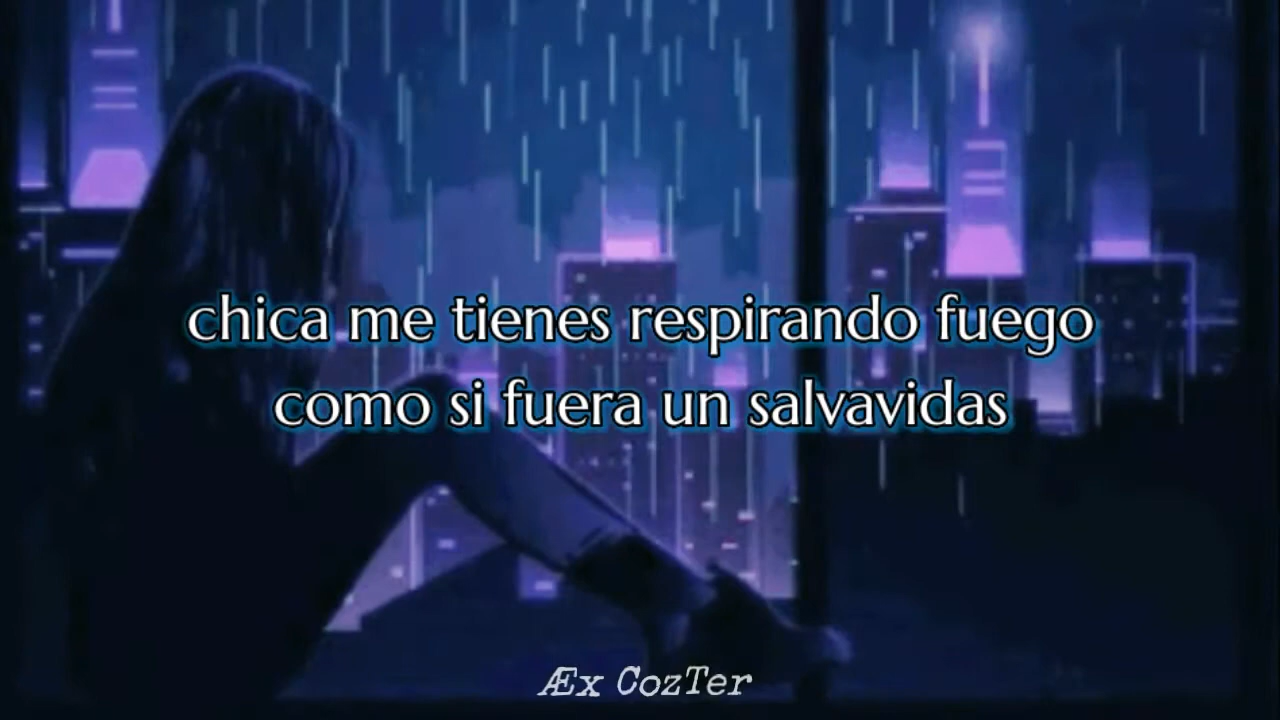 chica me tienes respirando fuego
como si fuera un salvavidas
Æx CozTer